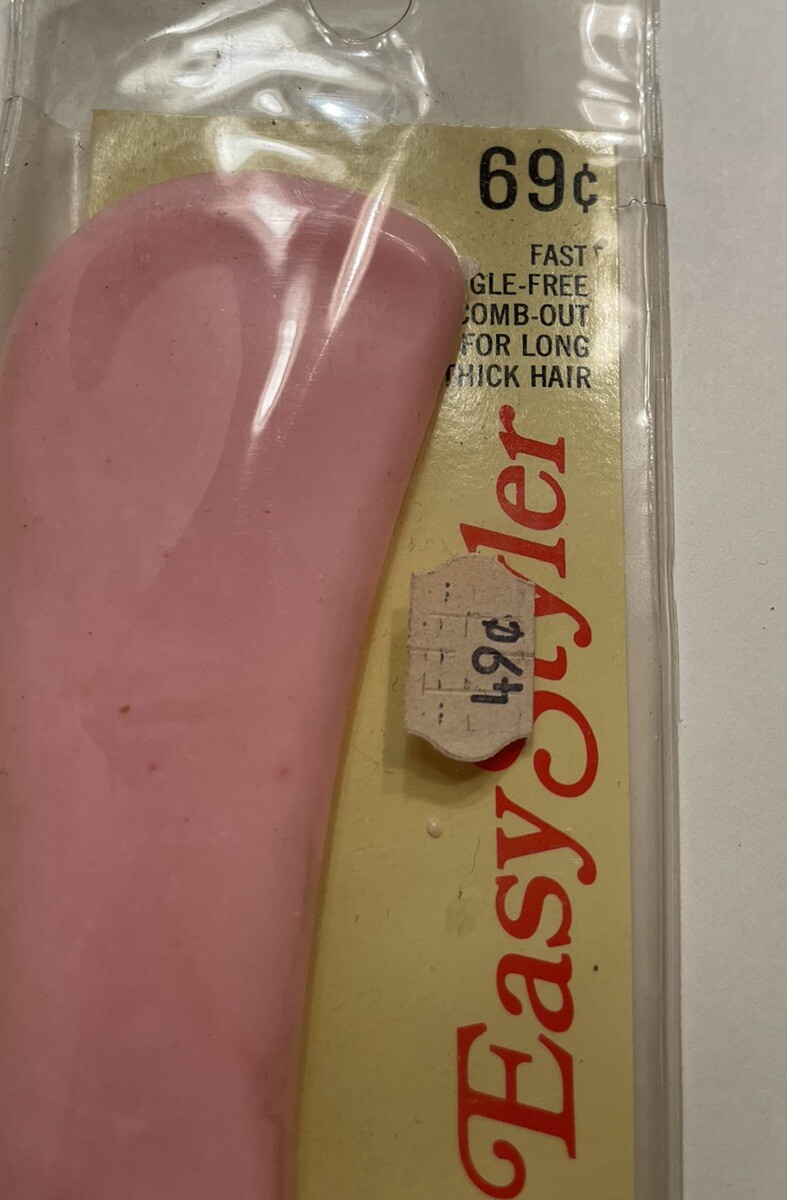 69¢
FAST
GLE-FREE
COMB-OUT
FOR LONG
THICK HAIR
Easy Styler
49¢